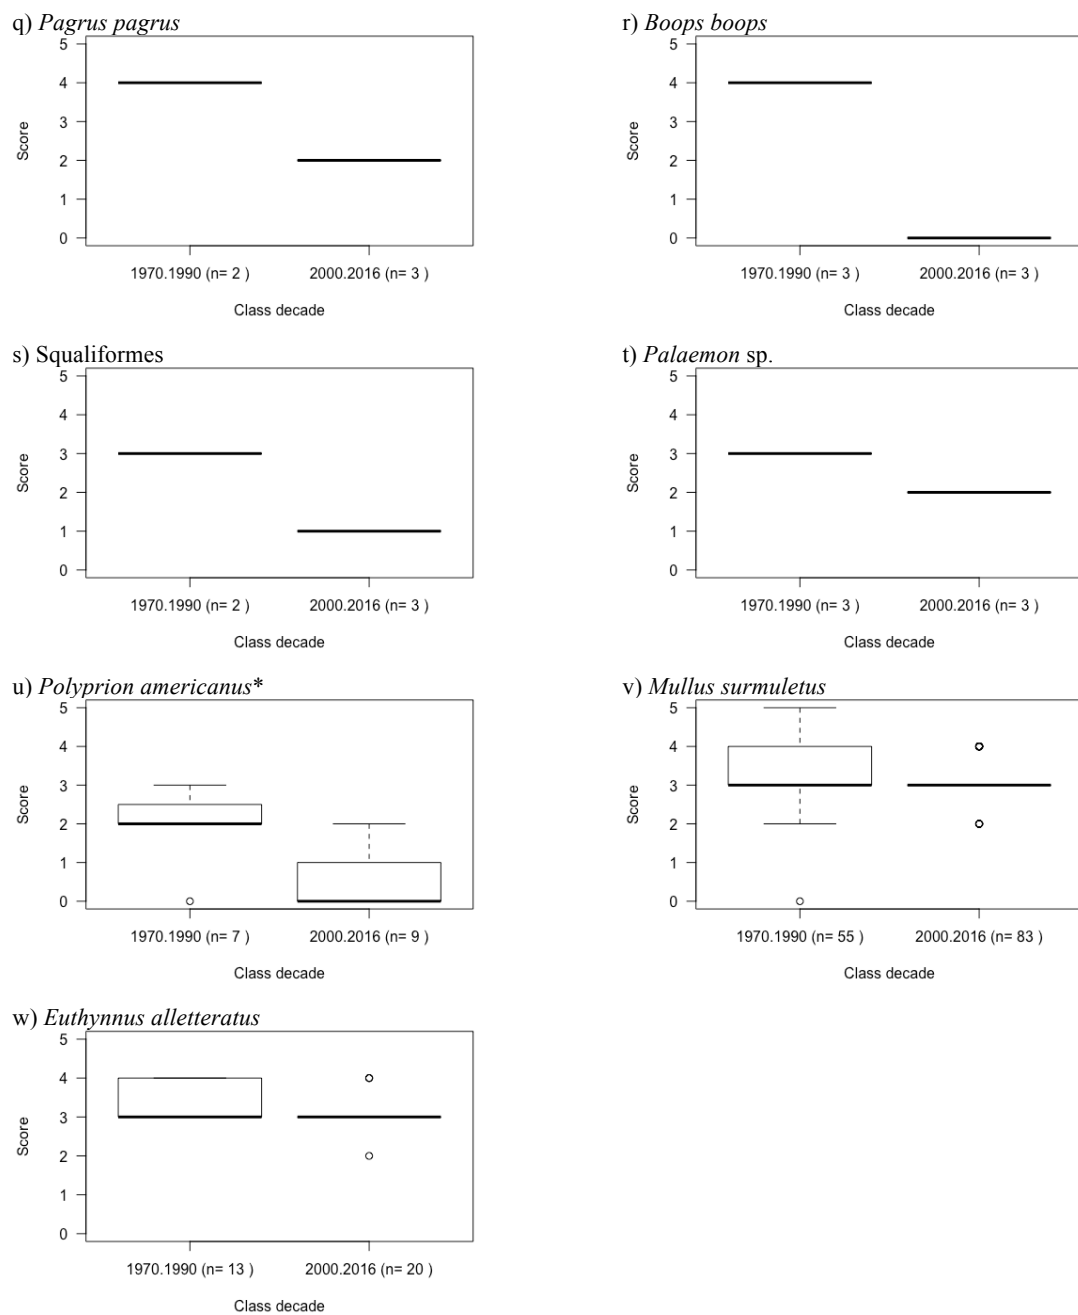 q) Pagrus pagrus
5
4
3
2
1
0
Score
1970.1990 (n= 2 )
2000.2016 (n= 3 )
Class decade
r) Boops boops
5
4
3
2
1
0
Score
1970.1990 (n= 3 )
2000.2016 (n= 3 )
Class decade
s) Squaliformes
5
4
3
2
1
0
Score
1970.1990 (n= 2 )
2000.2016 (n= 3 )
Class decade
t) Palaemon sp.
5
4
3
2
1
0
Score
1970.1990 (n= 3 )
2000.2016 (n= 3 )
Class decade
u) Polyprion americanus*
5
4
3
2
1
0
Score
1970.1990 (n= 7 )
2000.2016 (n= 9 )
Class decade
v) Mullus surmuletus
5
4
3
2
1
0
Score
1970.1990 (n= 55 )
2000.2016 (n= 83 )
Class decade
w) Euthynnus alletteratus
5
4
3
2
1
0
Score
1970.1990 (n= 13 )
2000.2016 (n= 20 )
Class decade